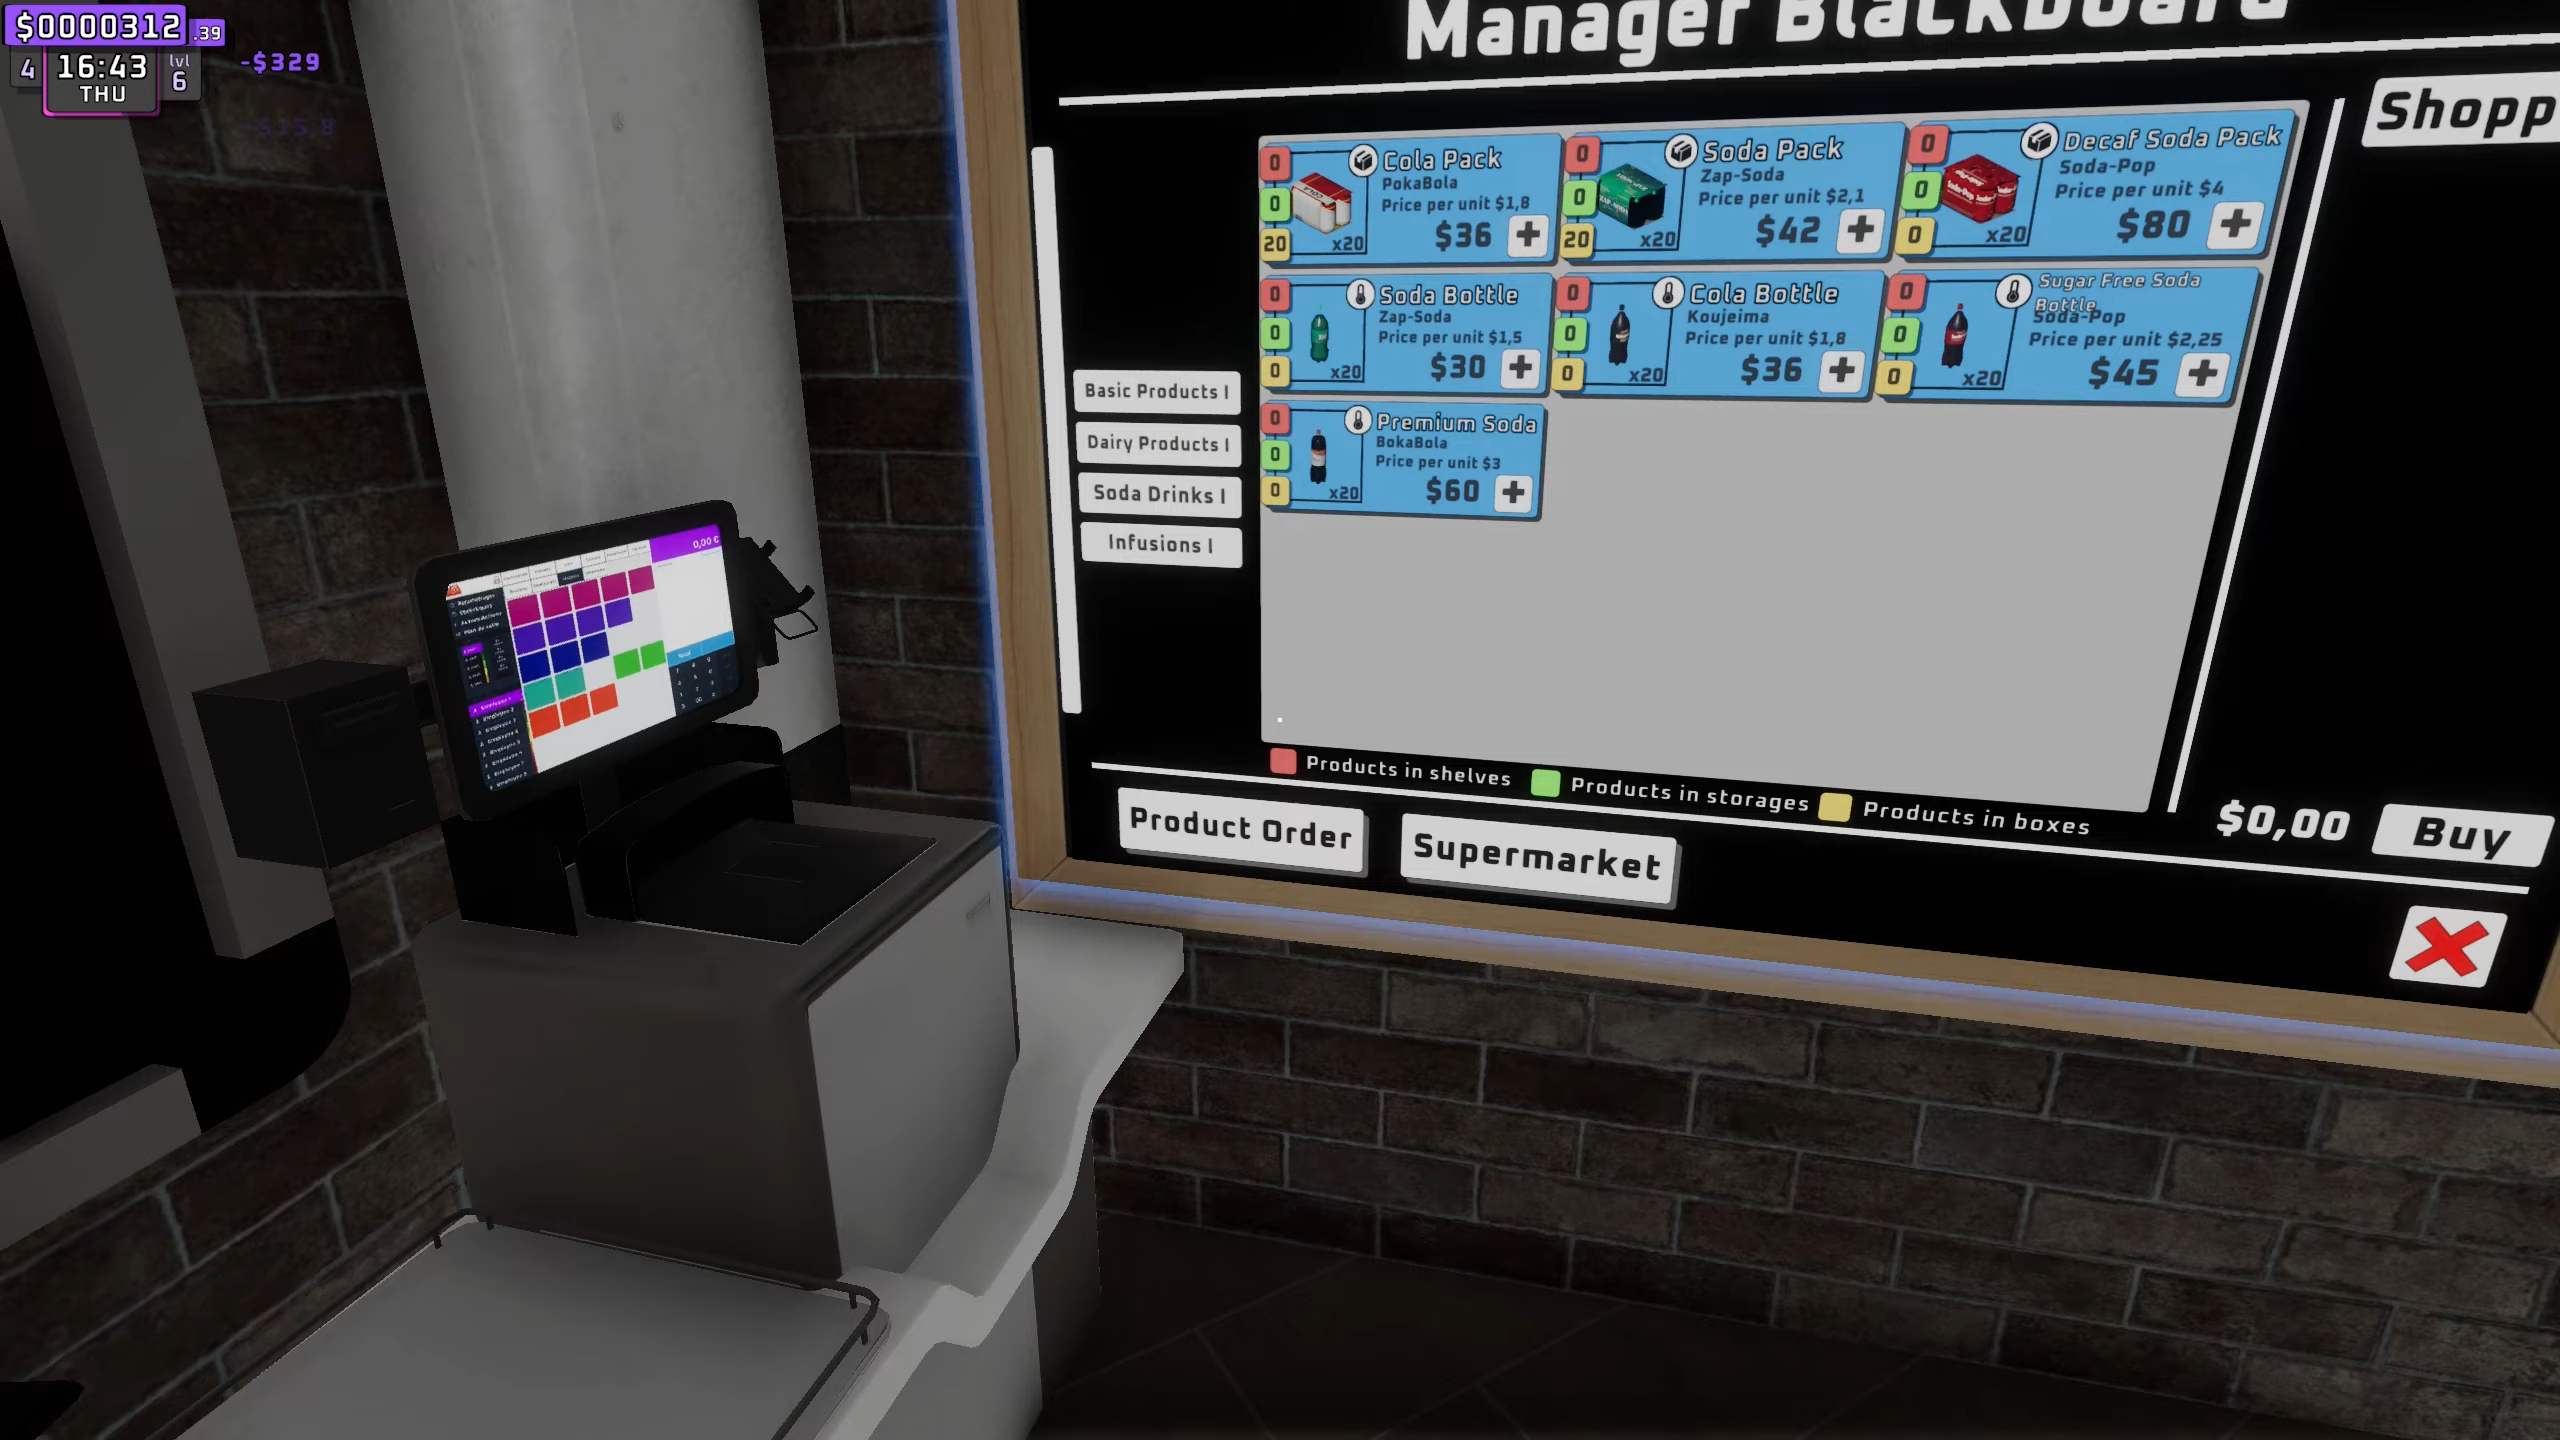 $0000312.39
-$329
4
16:43
THU
lvl
6
Manager Blackboard
Shopp
0
0
20
Cola Pack
PokaBola
Price per unit $1,8
x20
$36
0
0
20
Soda Pack
Zap-Soda
Price per unit $2,1
x20
$42
0
0
0
Decaf Soda Pack
Soda-Pop
Price per unit $4
x20
$80
0
0
0
Soda Bottle
Zap-Soda
Price per unit $1,5
x20
$30
0
0
0
Cola Bottle
Koujeima
Price per unit $1,8
x20
$36
0
0
0
Sugar Free Soda
Bottle
Soda-Pop
Price per unit $2,25
x20
$45
0
0
0
Premium Soda
BokaBola
Price per unit $3
x20
$60
Basic Products I
Dairy Products I
Soda Drinks I
Infusions I
Products in shelves
Products in storages
Products in boxes
Product Order
Supermarket
$0,00
Buy
0,00 €
Total